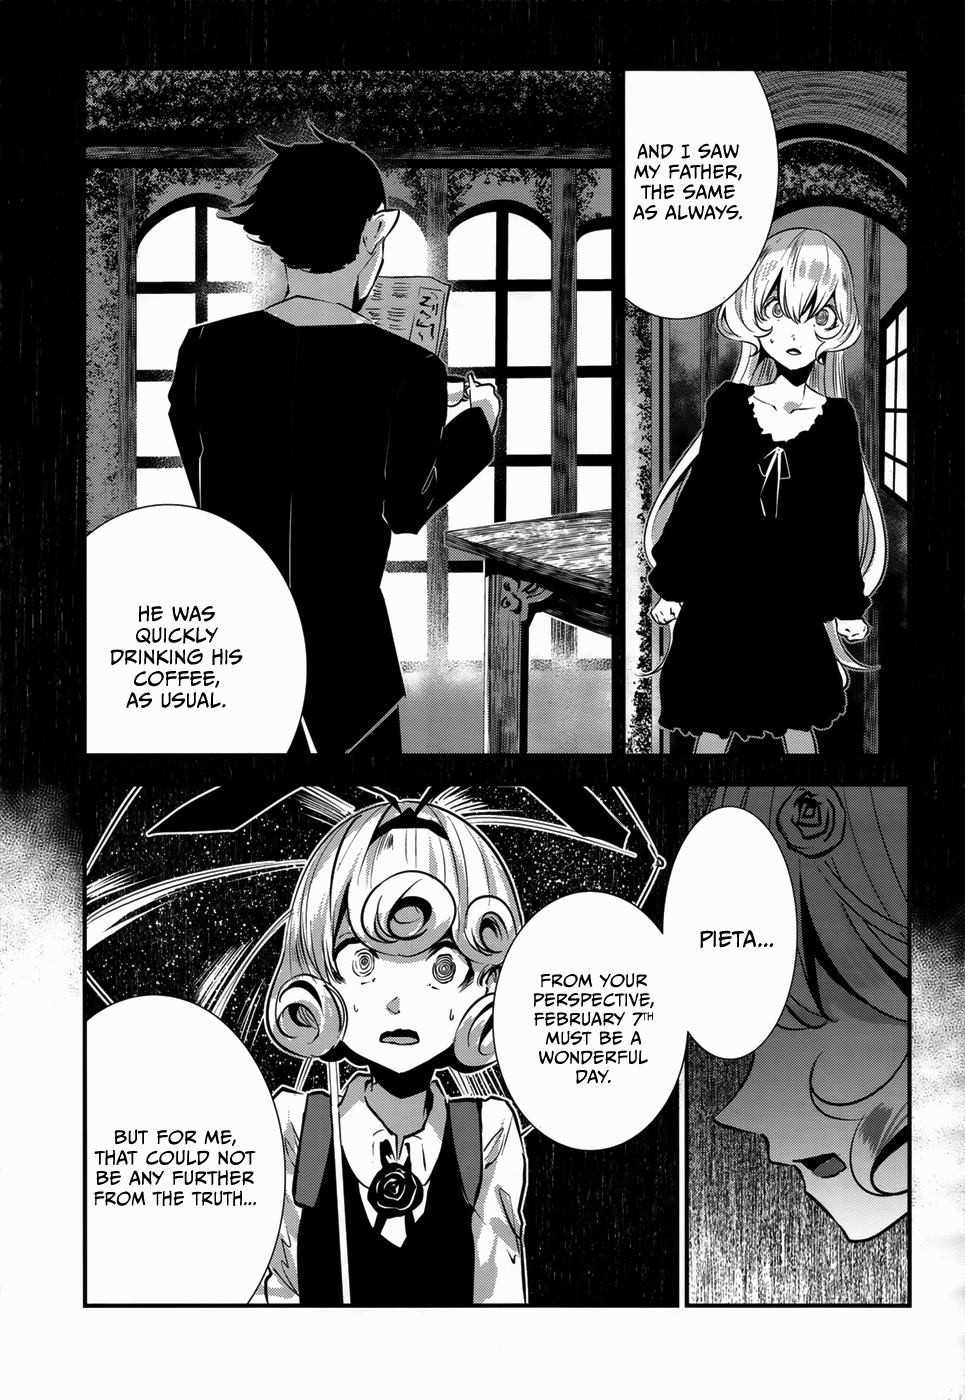 AND I SAW
MY FATHER,
THE SAME
AS ALWAYS.
HE WAS
QUICKLY
DRINKING HIS
COFFEE,
AS USUAL.
PIETA...
FROM YOUR
PERSPECTIVE,
FEBRUARY 7TH
MUST BE A
WONDERFUL
DAY.
BUT FOR ME,
THAT COULD NOT
BE ANY FURTHER
FROM THE TRUTH...